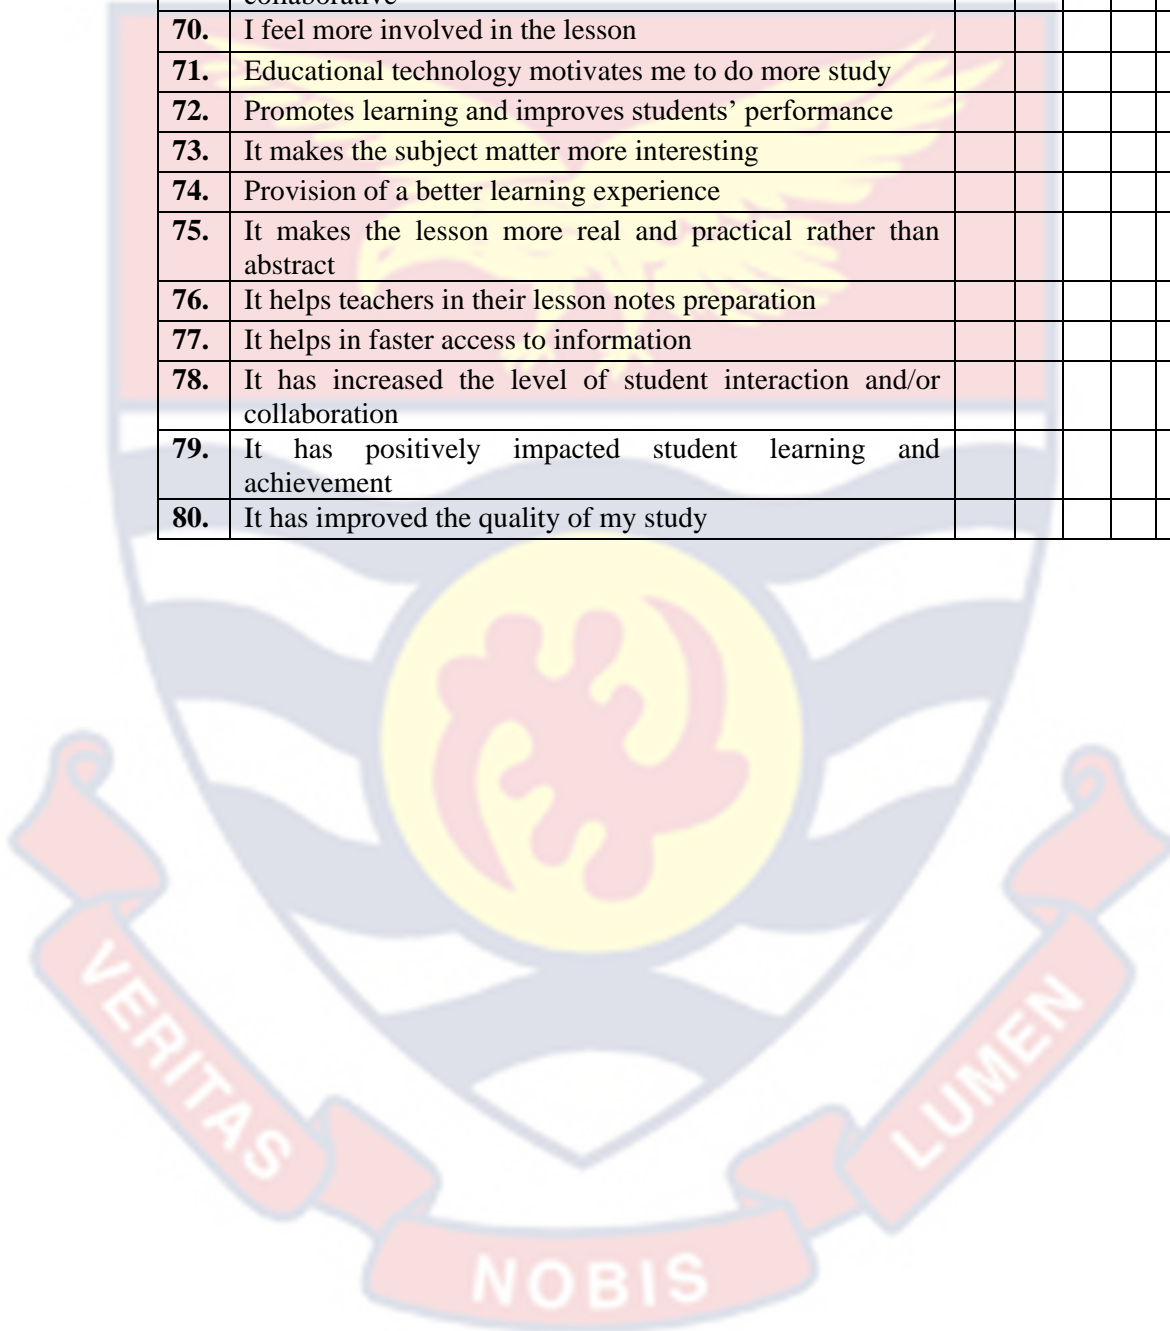 collaborative
70. I feel more involved in the lesson
71. Educational technology motivates me to do more study
72. Promotes learning and improves students’ performance
73. It makes the subject matter more interesting
74. Provision of a better learning experience
75. It makes the lesson more real and practical rather than
abstract
76. It helps teachers in their lesson notes preparation
77. It helps in faster access to information
78. It has increased the level of student interaction and/or
collaboration
79. It has positively impacted student learning and
achievement
80. It has improved the quality of my study
VERITAS
NOBIS
LUMEN